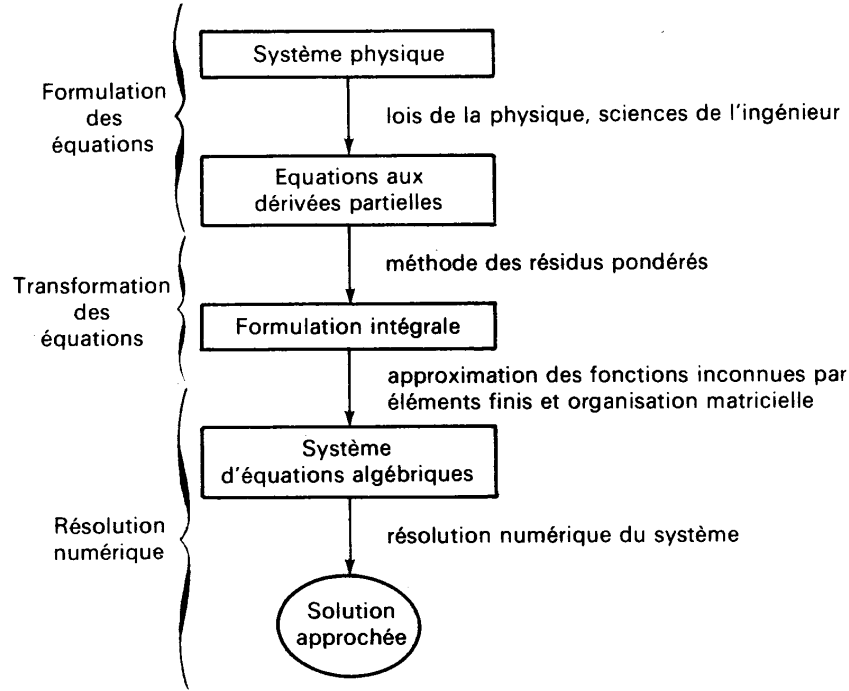 Système physique
Formulation
des
équations
lois de la physique, sciences de l'ingénieur
Equations aux
dérivées partielles
méthode des résidus pondérés
Transformation
des
équations
Formulation intégrale
approximation des fonctions inconnues par
éléments finis et organisation matricielle
Système
d'équations algébriques
Résolution
numérique
résolution numérique du système
Solution
approchée